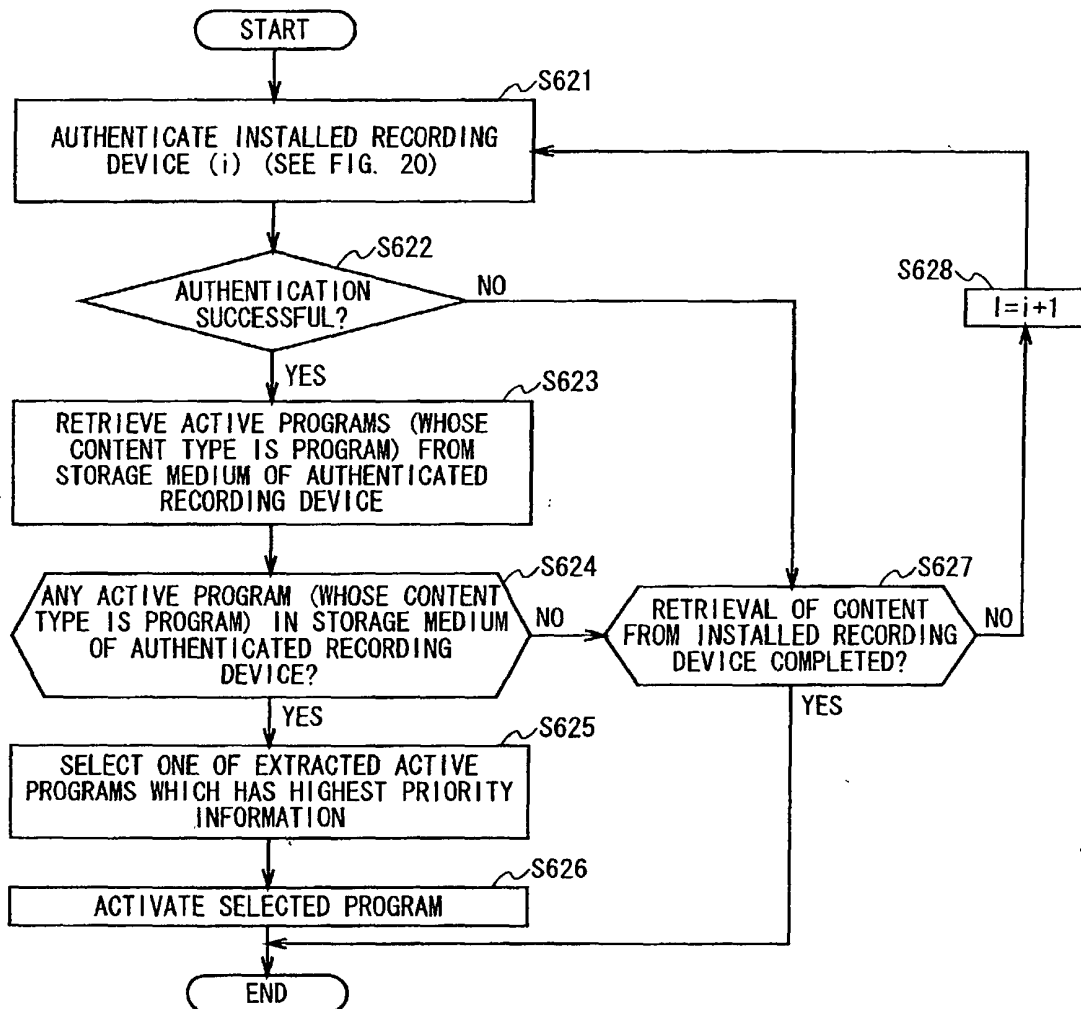 START
S621
AUTHENTICATE INSTALLED RECORDING
DEVICE (i) (SEE FIG. 20)
S622
AUTHENTICATION
SUCCESSFUL?
NO
S628
I=i+1
YES
S623
RETRIEVE ACTIVE PROGRAMS (WHOSE
CONTENT TYPE IS PROGRAM) FROM
STORAGE MEDIUM OF AUTHENTICATED
RECORDING DEVICE
S624
ANY ACTIVE PROGRAM (WHOSE CONTENT
TYPE IS PROGRAM) IN STORAGE MEDIUM
OF AUTHENTICATED RECORDING
DEVICE?
NO
S627
RETRIEVAL OF CONTENT
FROM INSTALLED RECORDING
DEVICE COMPLETED?
NO
YES
YES
S625
SELECT ONE OF EXTRACTED ACTIVE
PROGRAMS WHICH HAS HIGHEST PRIORITY
INFORMATION
S626
ACTIVATE SELECTED PROGRAM
END